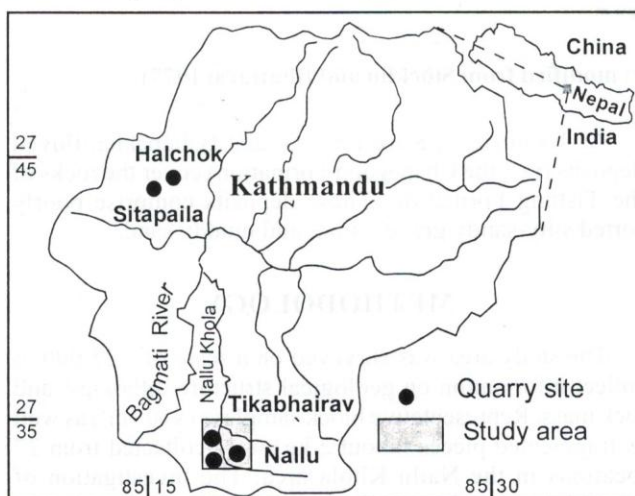 China
Nepal
India
27
45
Halchok
Kathmandu
Sitapaila
Bagmati River
Nallu Khola
Tikabhairav
Quarry site
27
35
Nallu
Study area
85 15
85 30